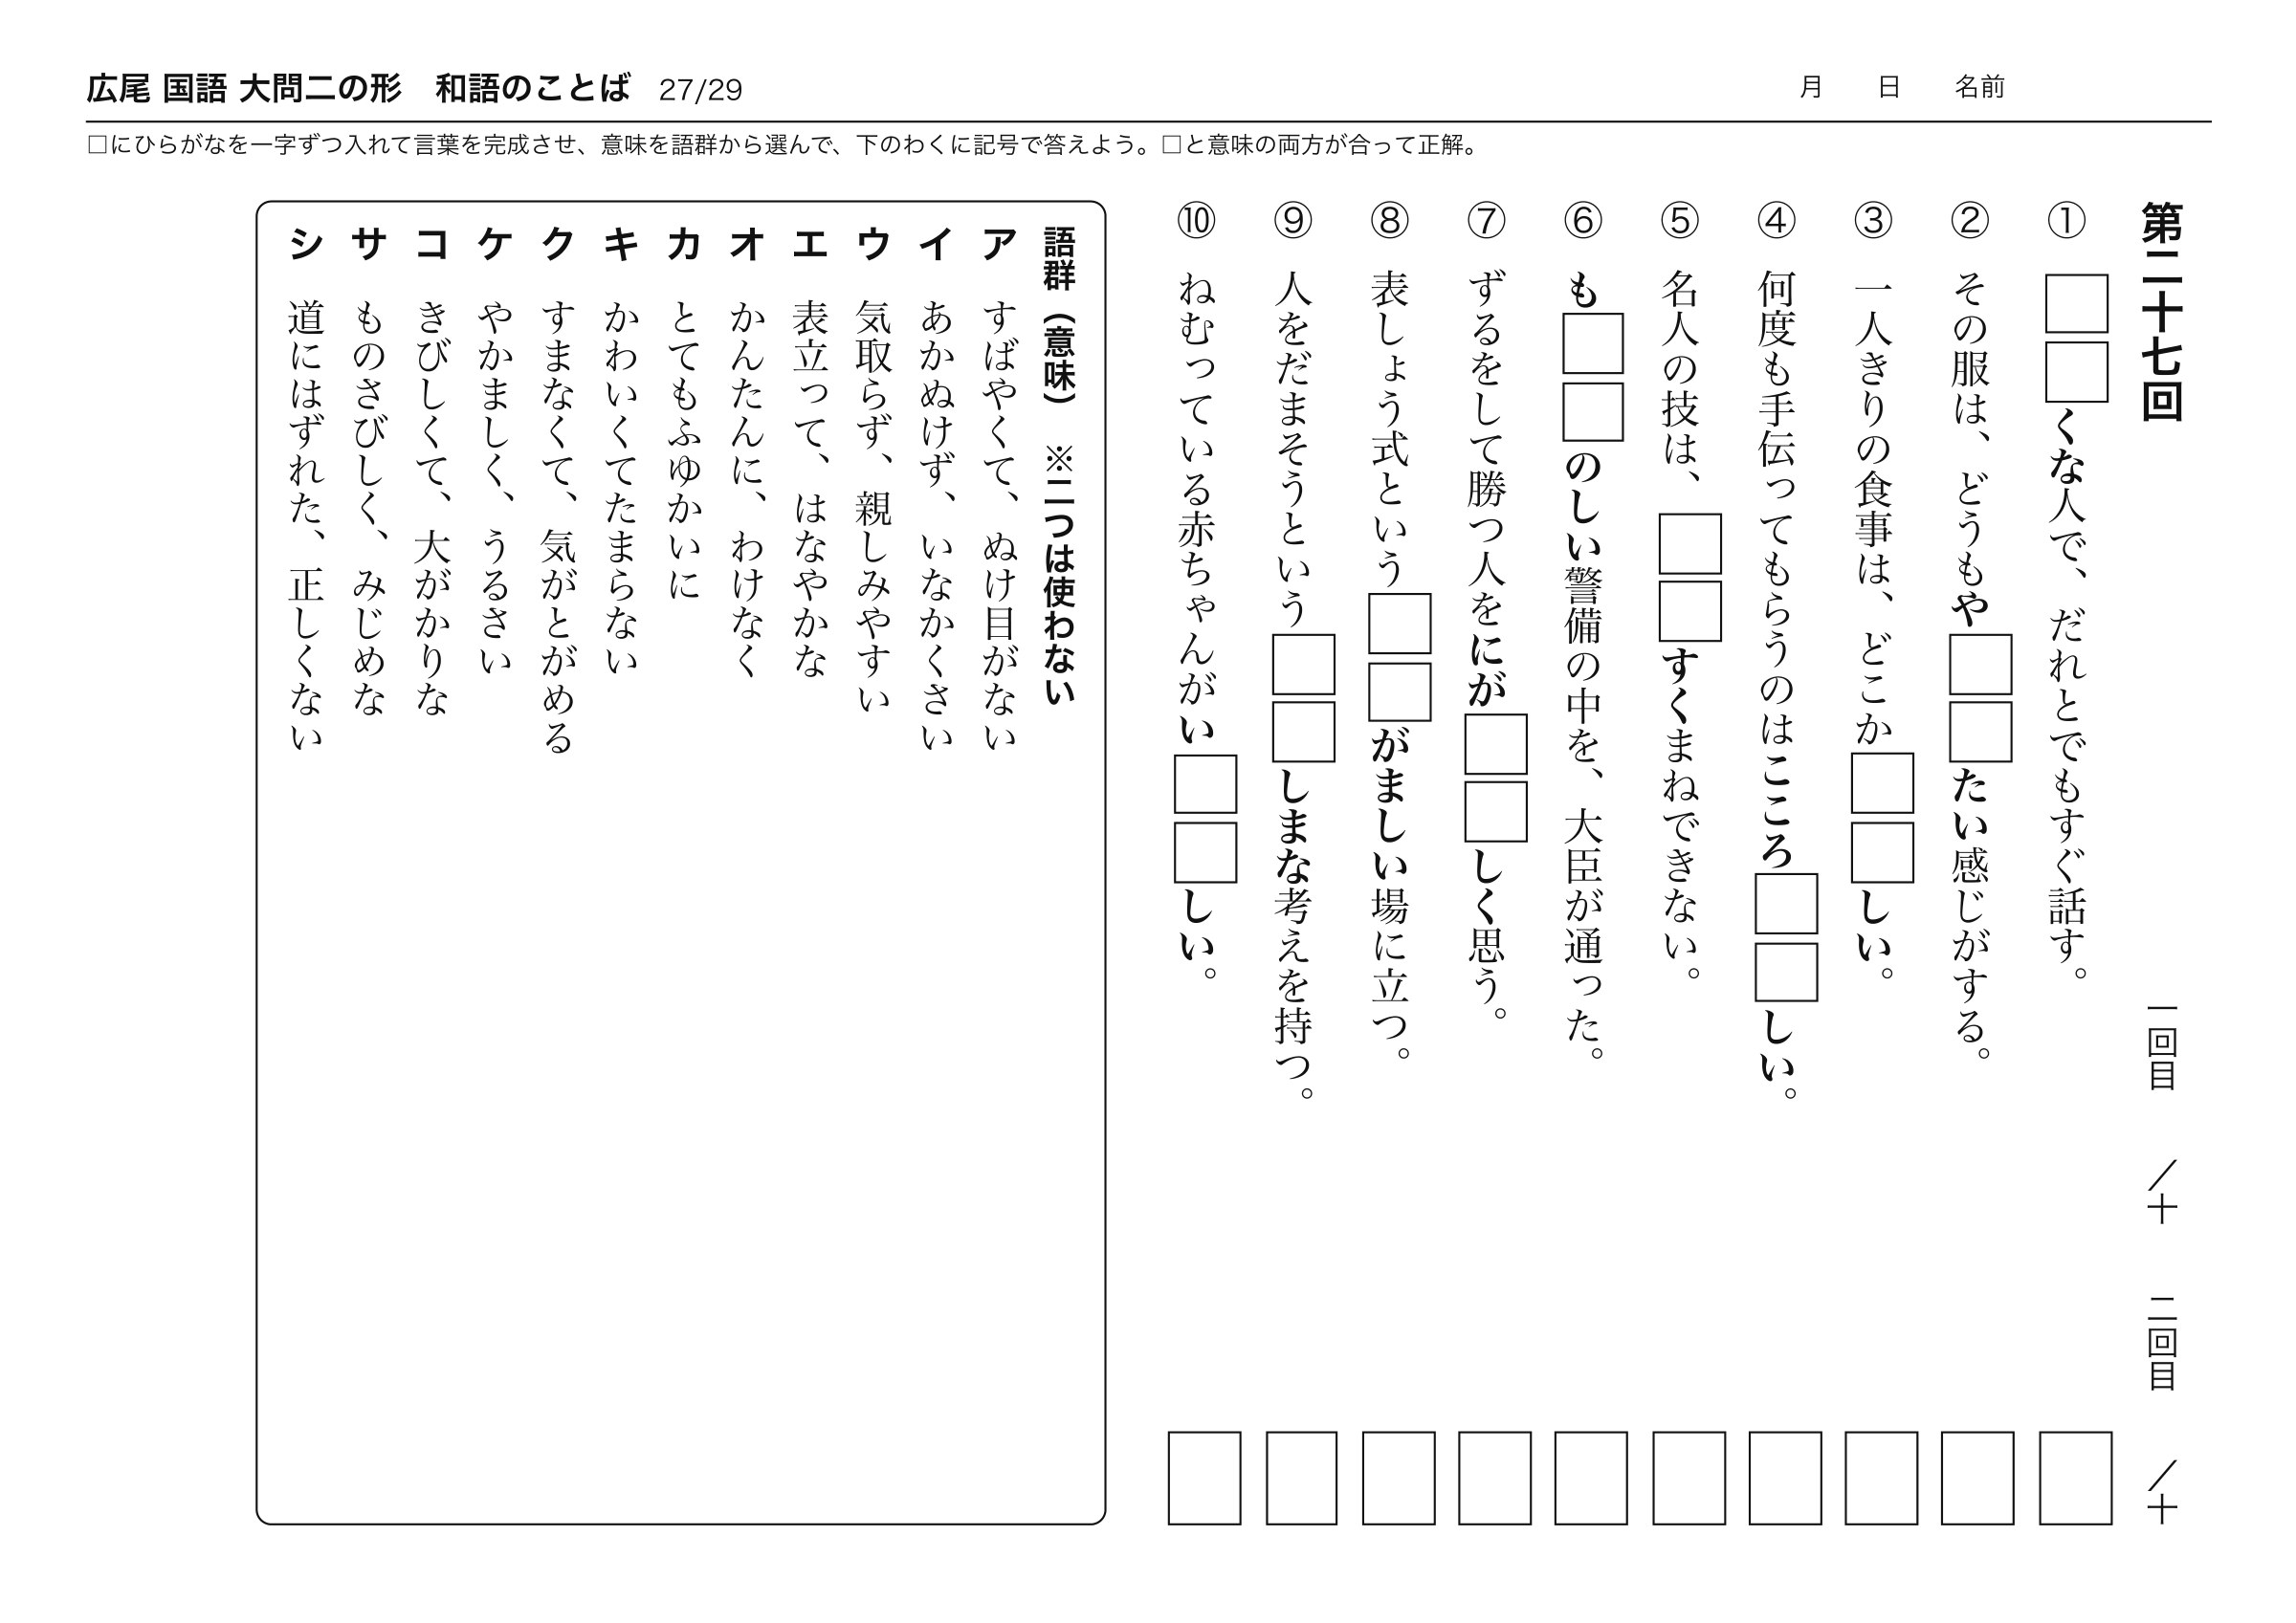 広尾 国語 大問二の形　和語のことば　27/29
月　日　名前
□にひらがなを一字ずつ入れて言葉を完成させ、意味を語群から選んで、下のわくに記号で答えよう。□と意味の両方が合って正解。
第二十七回　一回目　／十　二回目　／十
① □□くな人で、だれとでもすぐ話す。
② その服は、どうもや□□たい感じがする。
③ 一人きりの食事は、どこか□□しい。
④ 何度も手伝ってもらうのはこころ□□しい。
⑤ 名人の技は、□□すくまねできない。
⑥ も□□のしい警備の中を、大臣が通った。
⑦ ずるをして勝つ人をにが□□しく思う。
⑧ 表しょう式という□□がましい場に立つ。
⑨ 人をだまそうという□□しまな考えを持つ。
⑩ ねむっている赤ちゃんがい□□しい。
語群（意味）　※二つは使わない
ア　すばやくて、ぬけ目がない
イ　あかぬけず、いなかくさい
ウ　気取らず、親しみやすい
エ　表立って、はなやかな
オ　かんたんに、わけなく
カ　とてもふゆかいに
キ　かわいくてたまらない
ク　すまなくて、気がとがめる
ケ　やかましく、うるさい
コ　きびしくて、大がかりな
サ　ものさびしく、みじめな
シ　道にはずれた、正しくない